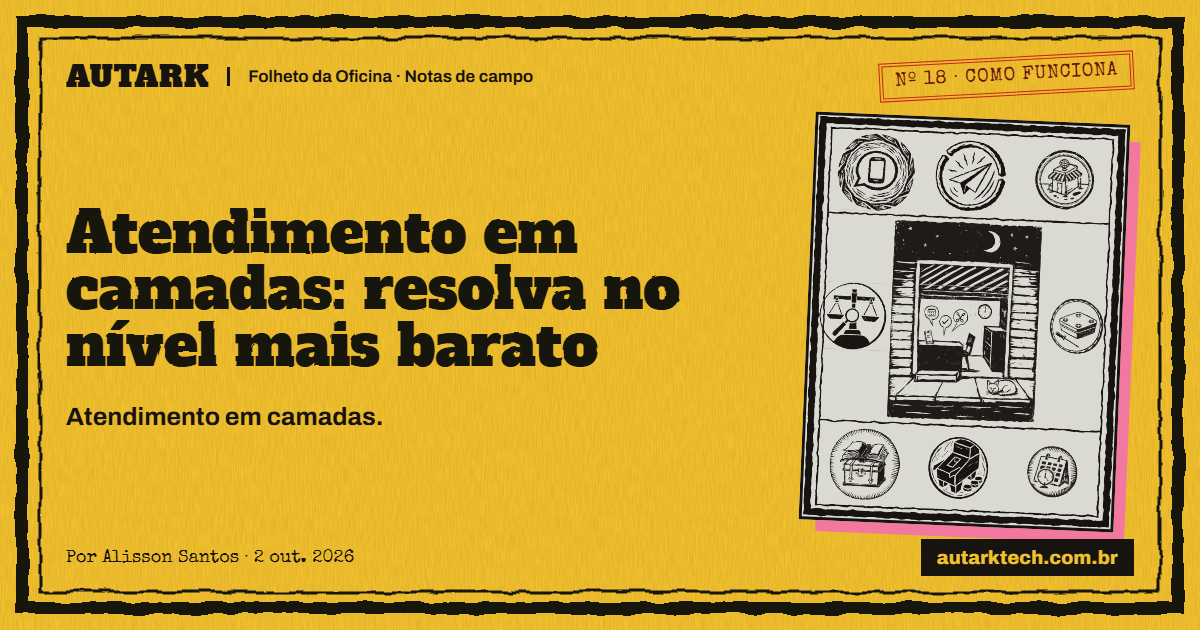 AUTARK
Folheto da Oficina · Notas de campo
Nº 18 · COMO FUNCIONA
Atendimento em
camadas: resolva no
nível mais barato
Atendimento em camadas.
Por Alisson Santos · 2 out. 2026
autarktech.com.br